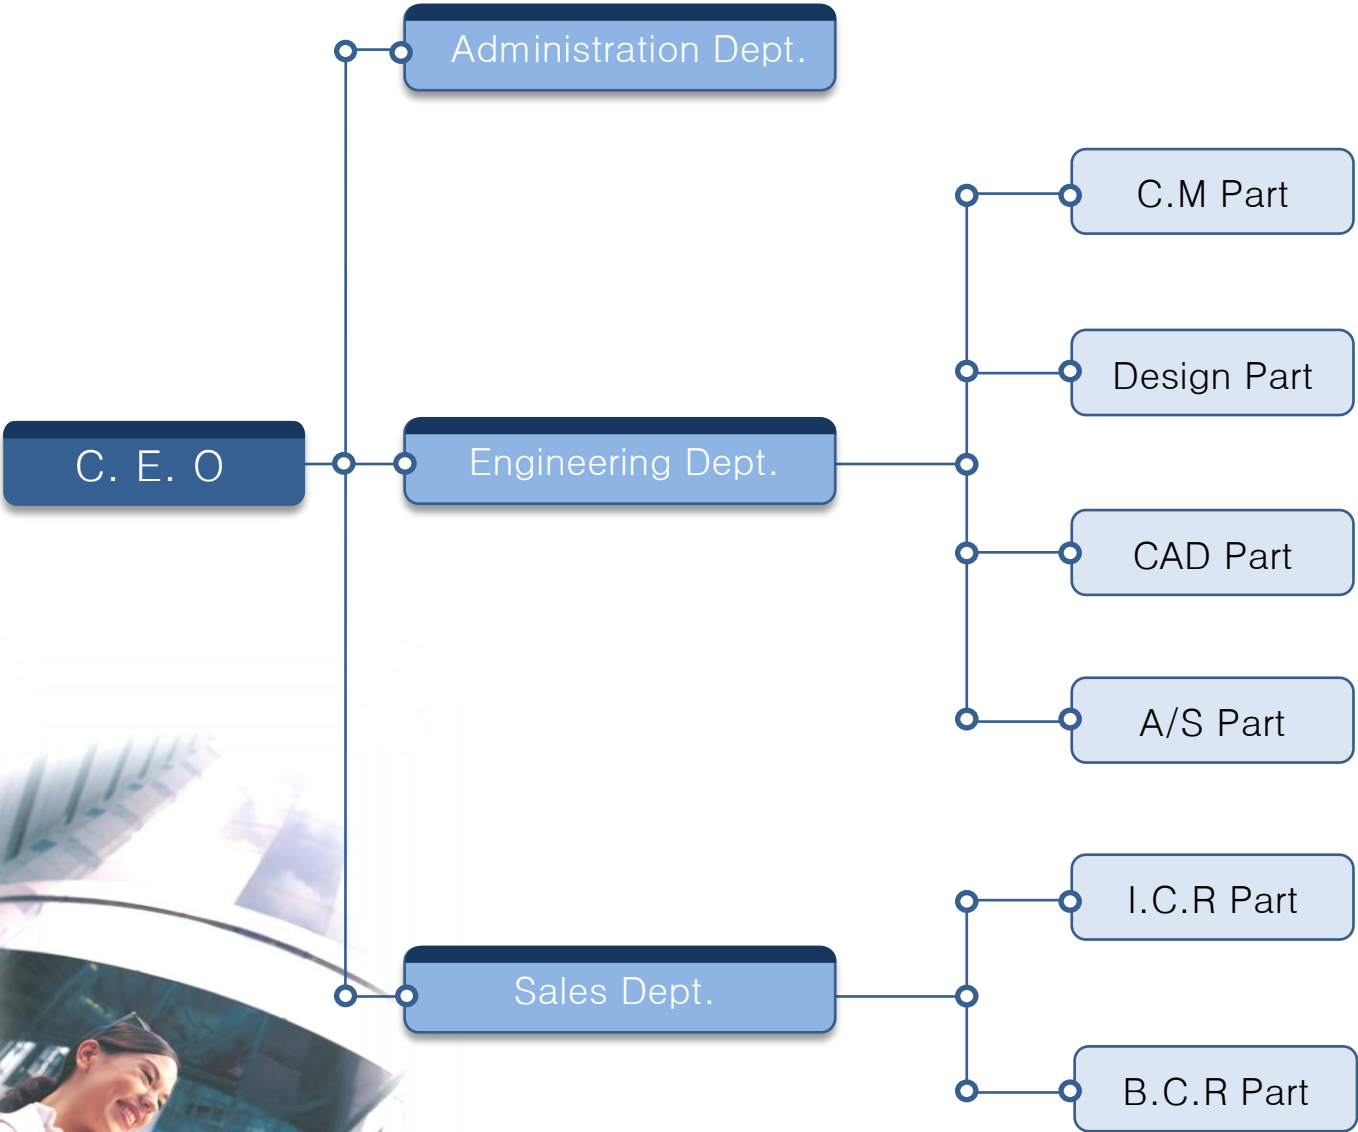 Administration Dept.
C.M Part
Design Part
C. E. O
Engineering Dept.
CAD Part
A/S Part
I.C.R Part
Sales Dept.
B.C.R Part